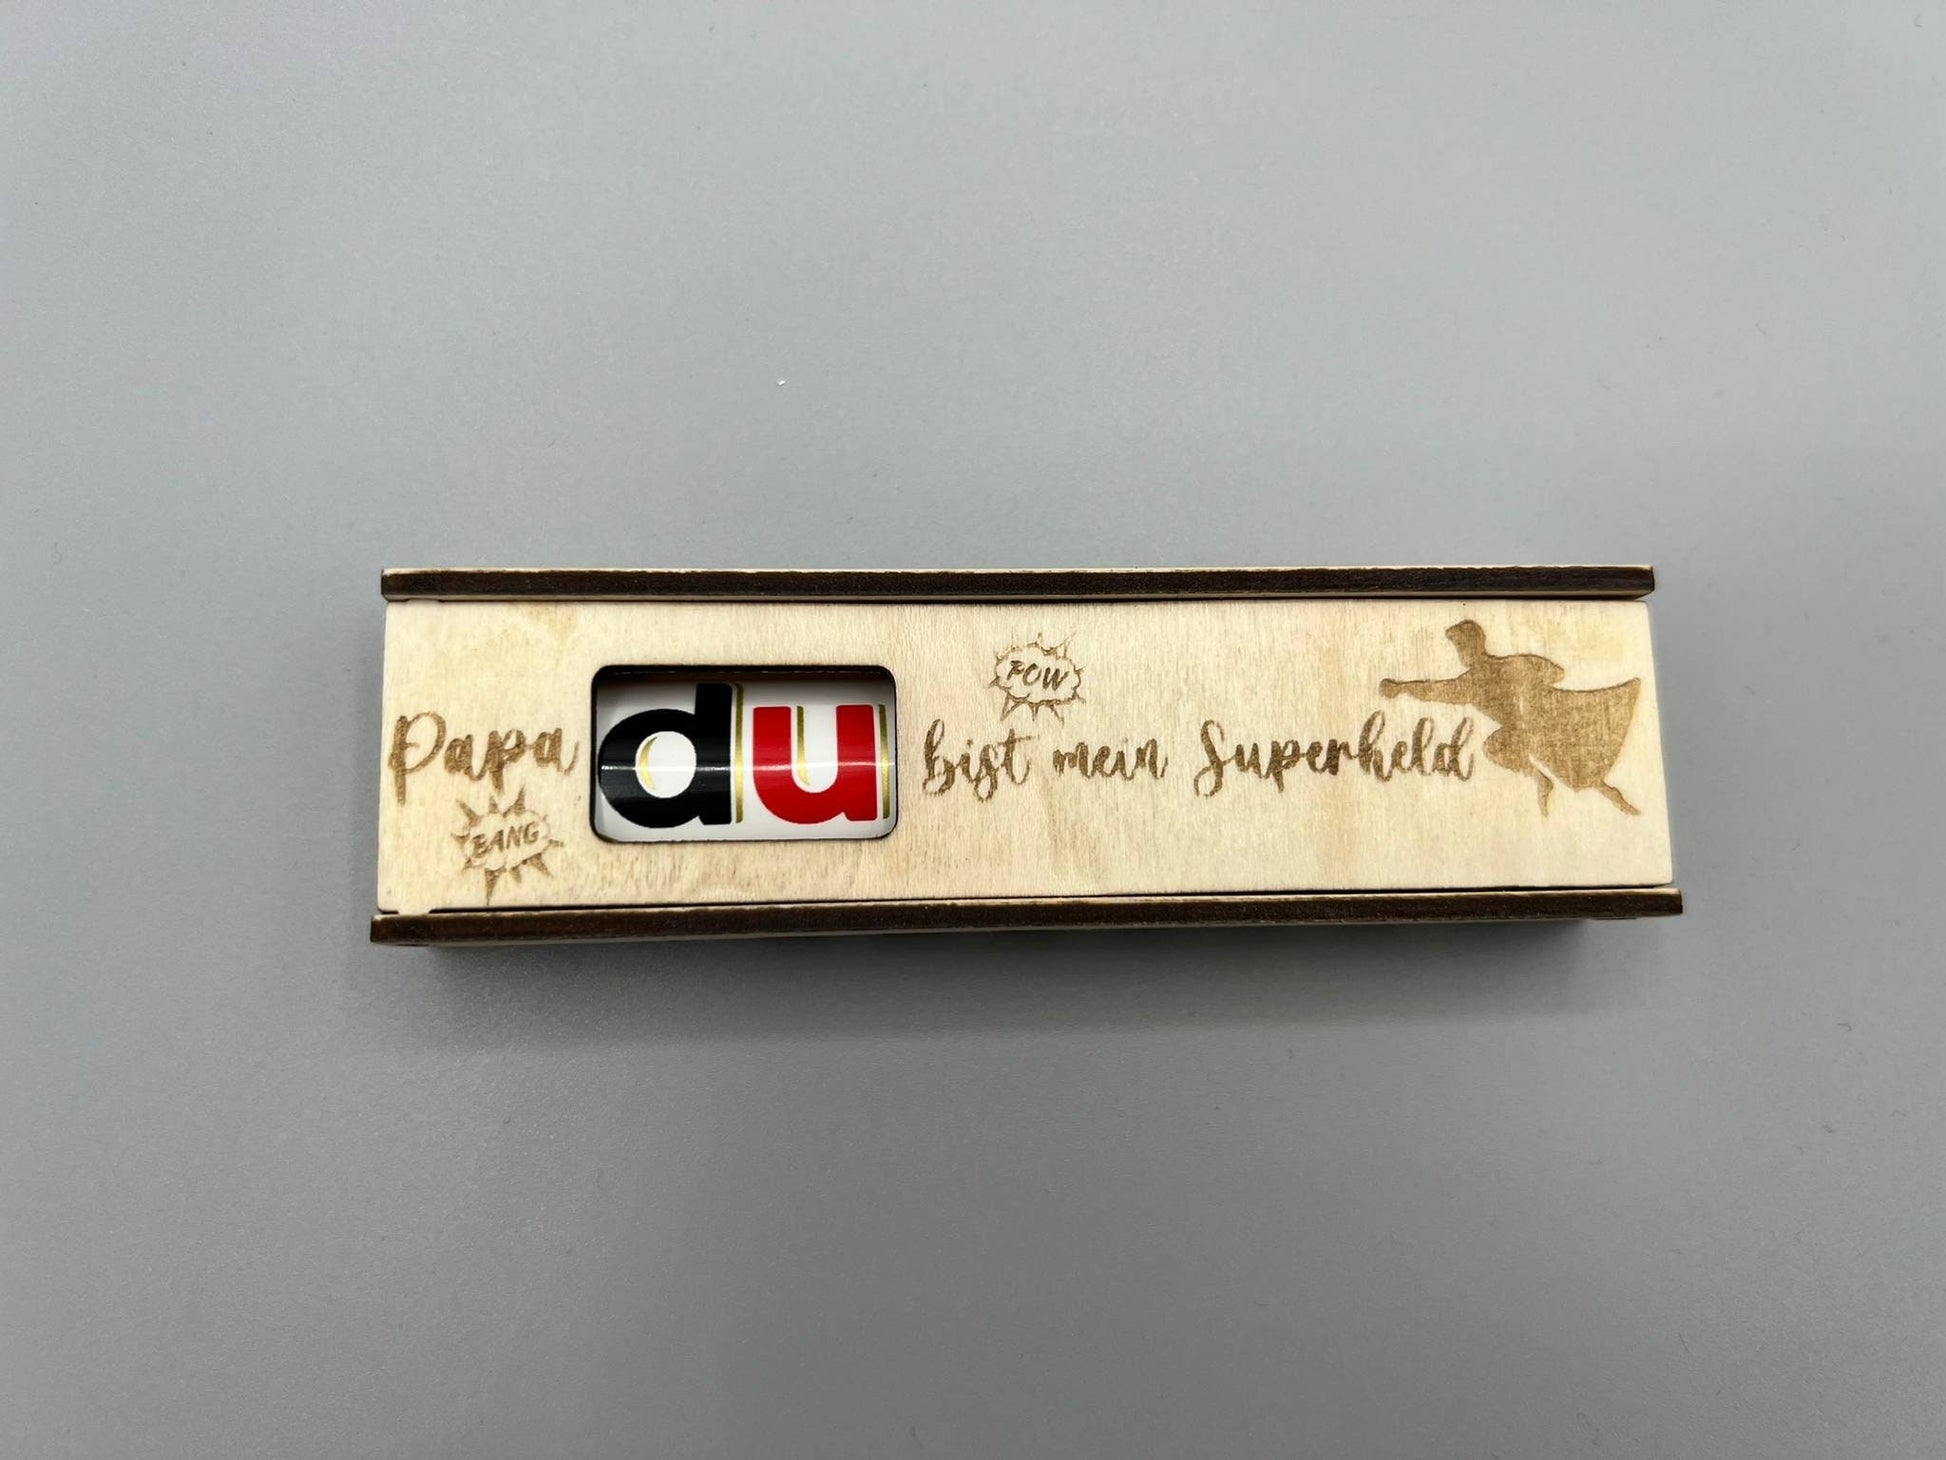 POW
Papa du bist mein Superheld
BANG